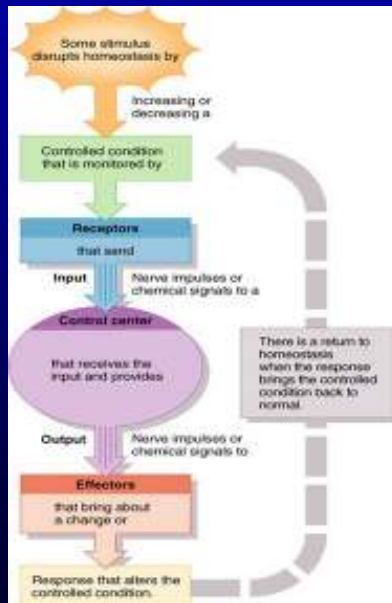 Some stimulus
disrupts homeostasis by
Increasing or
decreasing a
Controlled condition
that is monitored by
Receptors
that send
Input
Nerve impulses or
chemical signals to a
Control center
that receives the
input and provides
Output
Nerve impulses or
chemical signals to
Effectors
that bring about
a change or
Response that alters the
controlled condition.
There is a return to
homeostasis
when the response
brings the controlled
condition back to
normal.